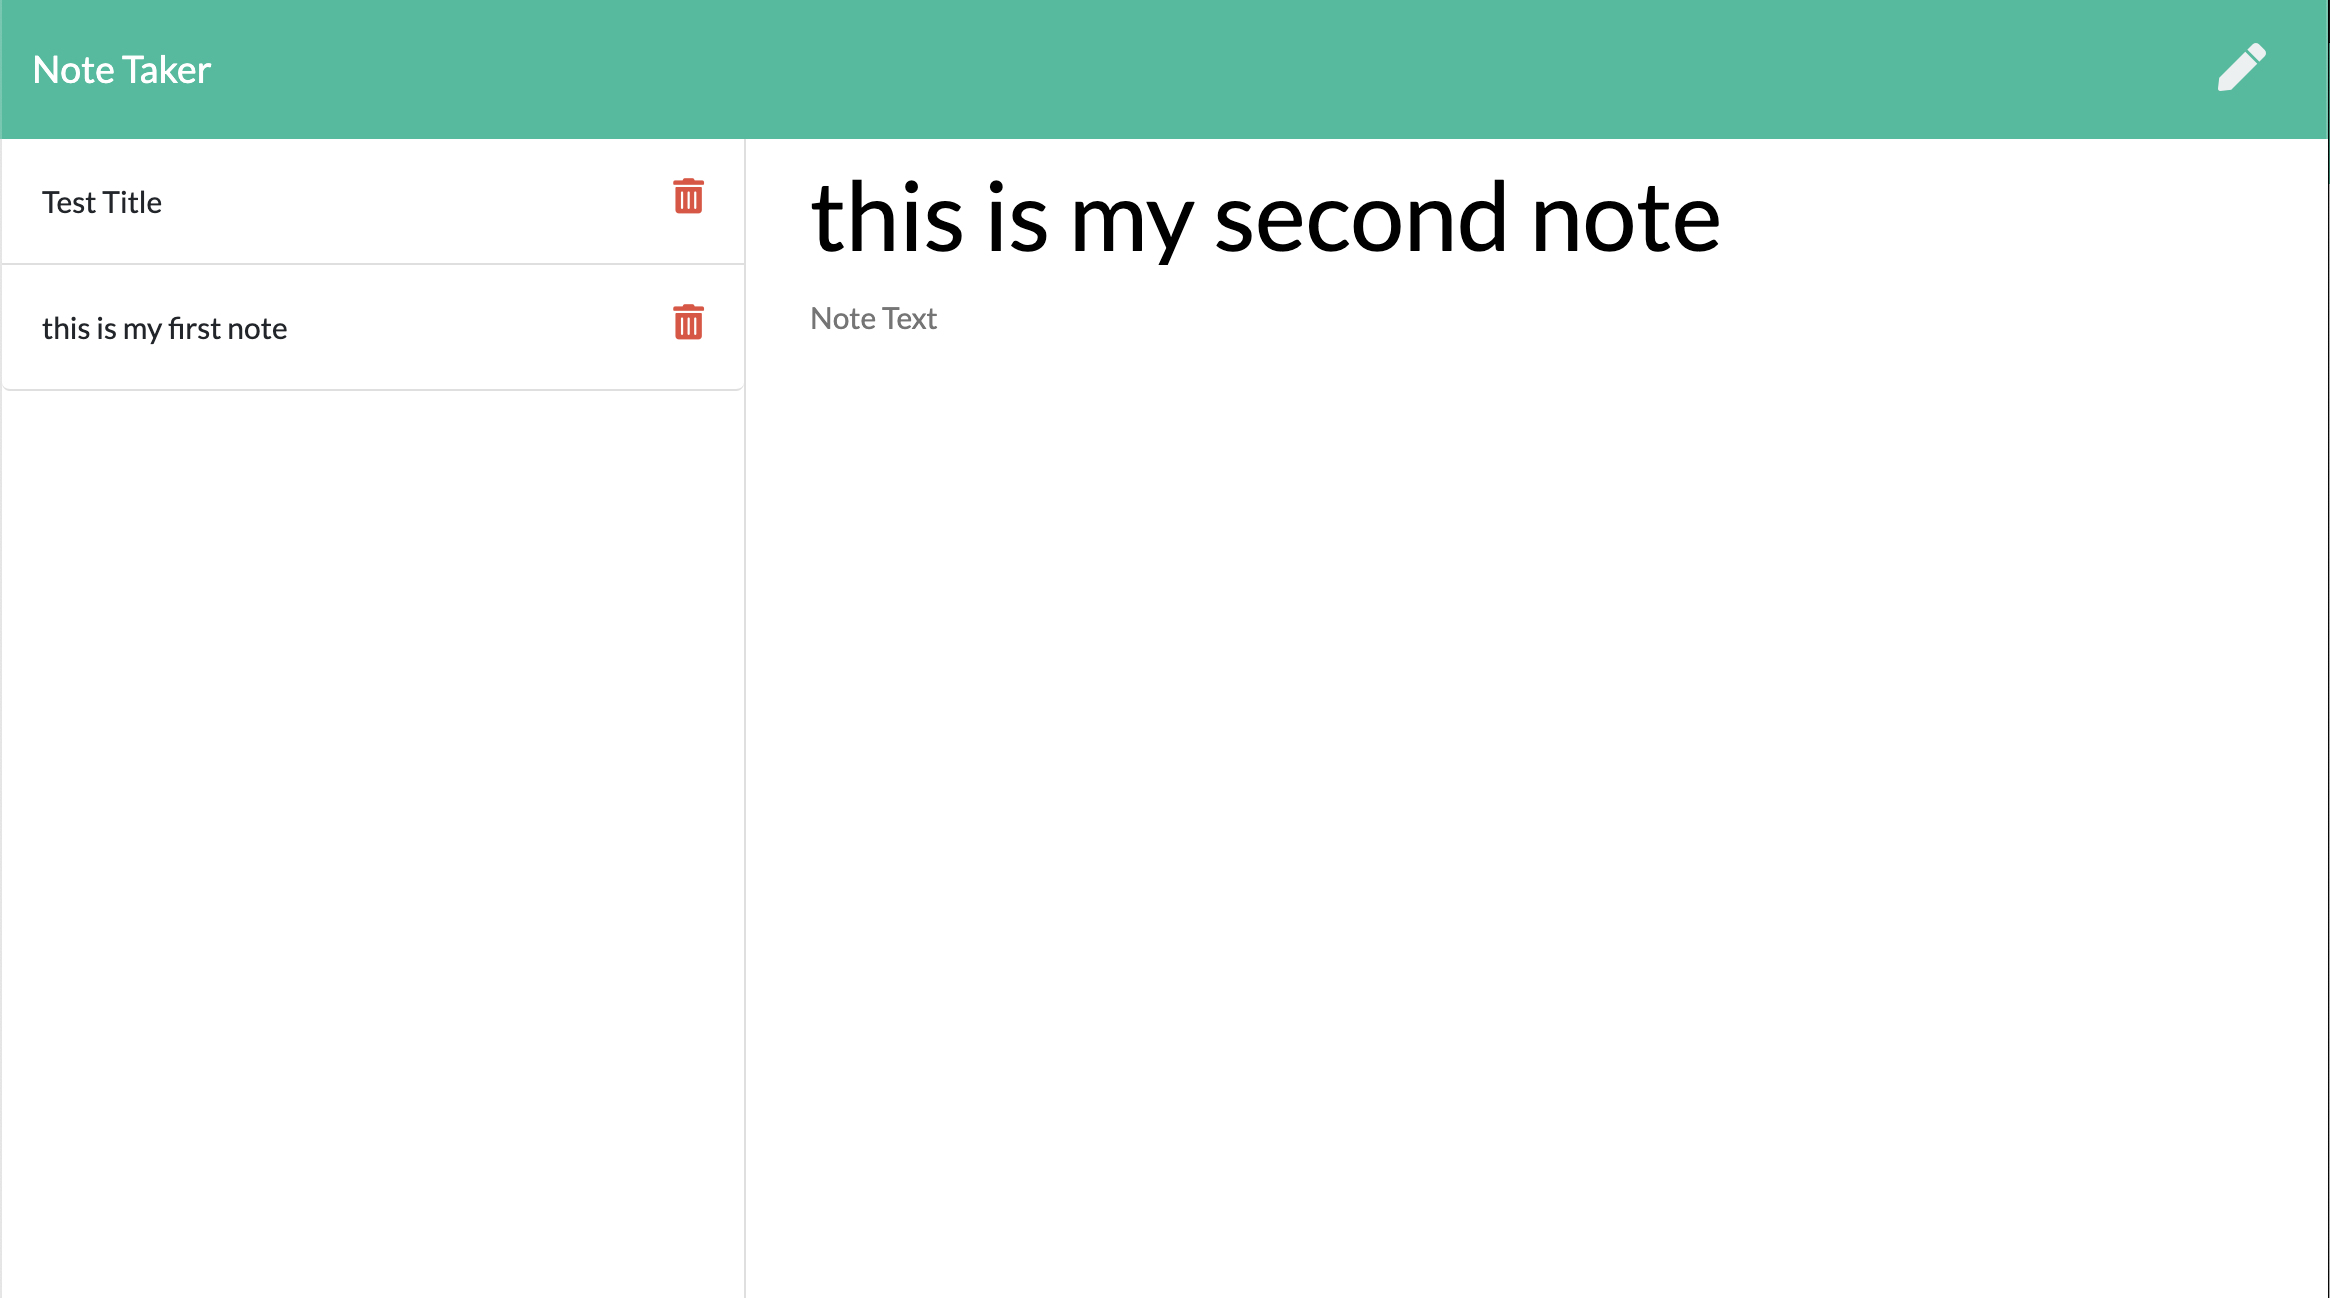 Note Taker
Test Title
this is my first note
this is my second note
Note Text